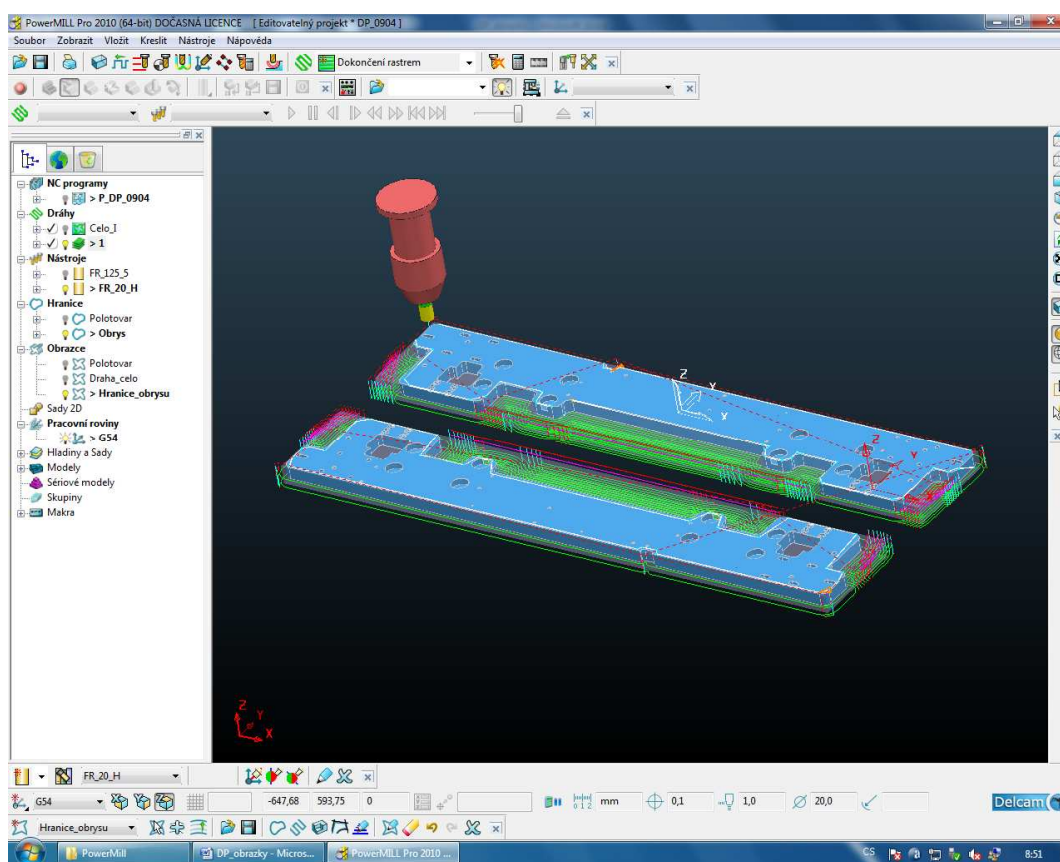 PowerMILL Pro 2010 (64-bit) DOČASNÁ LICENCE [ Editovatelný projekt * DP_0904 ]
Soubor Zobrazit Vložit Kreslit Nástroje Nápověda
Dokončení rastrem
NC programy
> P_DP_0904
Dráhy
Celo_I
> 1
Nástroje
FR_125_5
> FR_20_H
Hranice
Polotovar
> Obrys
Obrazce
Polotovar
Draha_celo
> Hranice_obrysu
Sady 2D
Pracovní roviny
> G54
Hladiny a Sady
Modely
Sériové modely
Skupiny
Makra
Z Y X
Z Y X
Z Y X
FR_20_H
G54 -647,68 593,75 0 mm 0,1 1,0 20,0 Delcam
Hranice_obrysu
PowerMill DP_obrazky - Micros... PowerMILL Pro 2010 ... CS 8:51